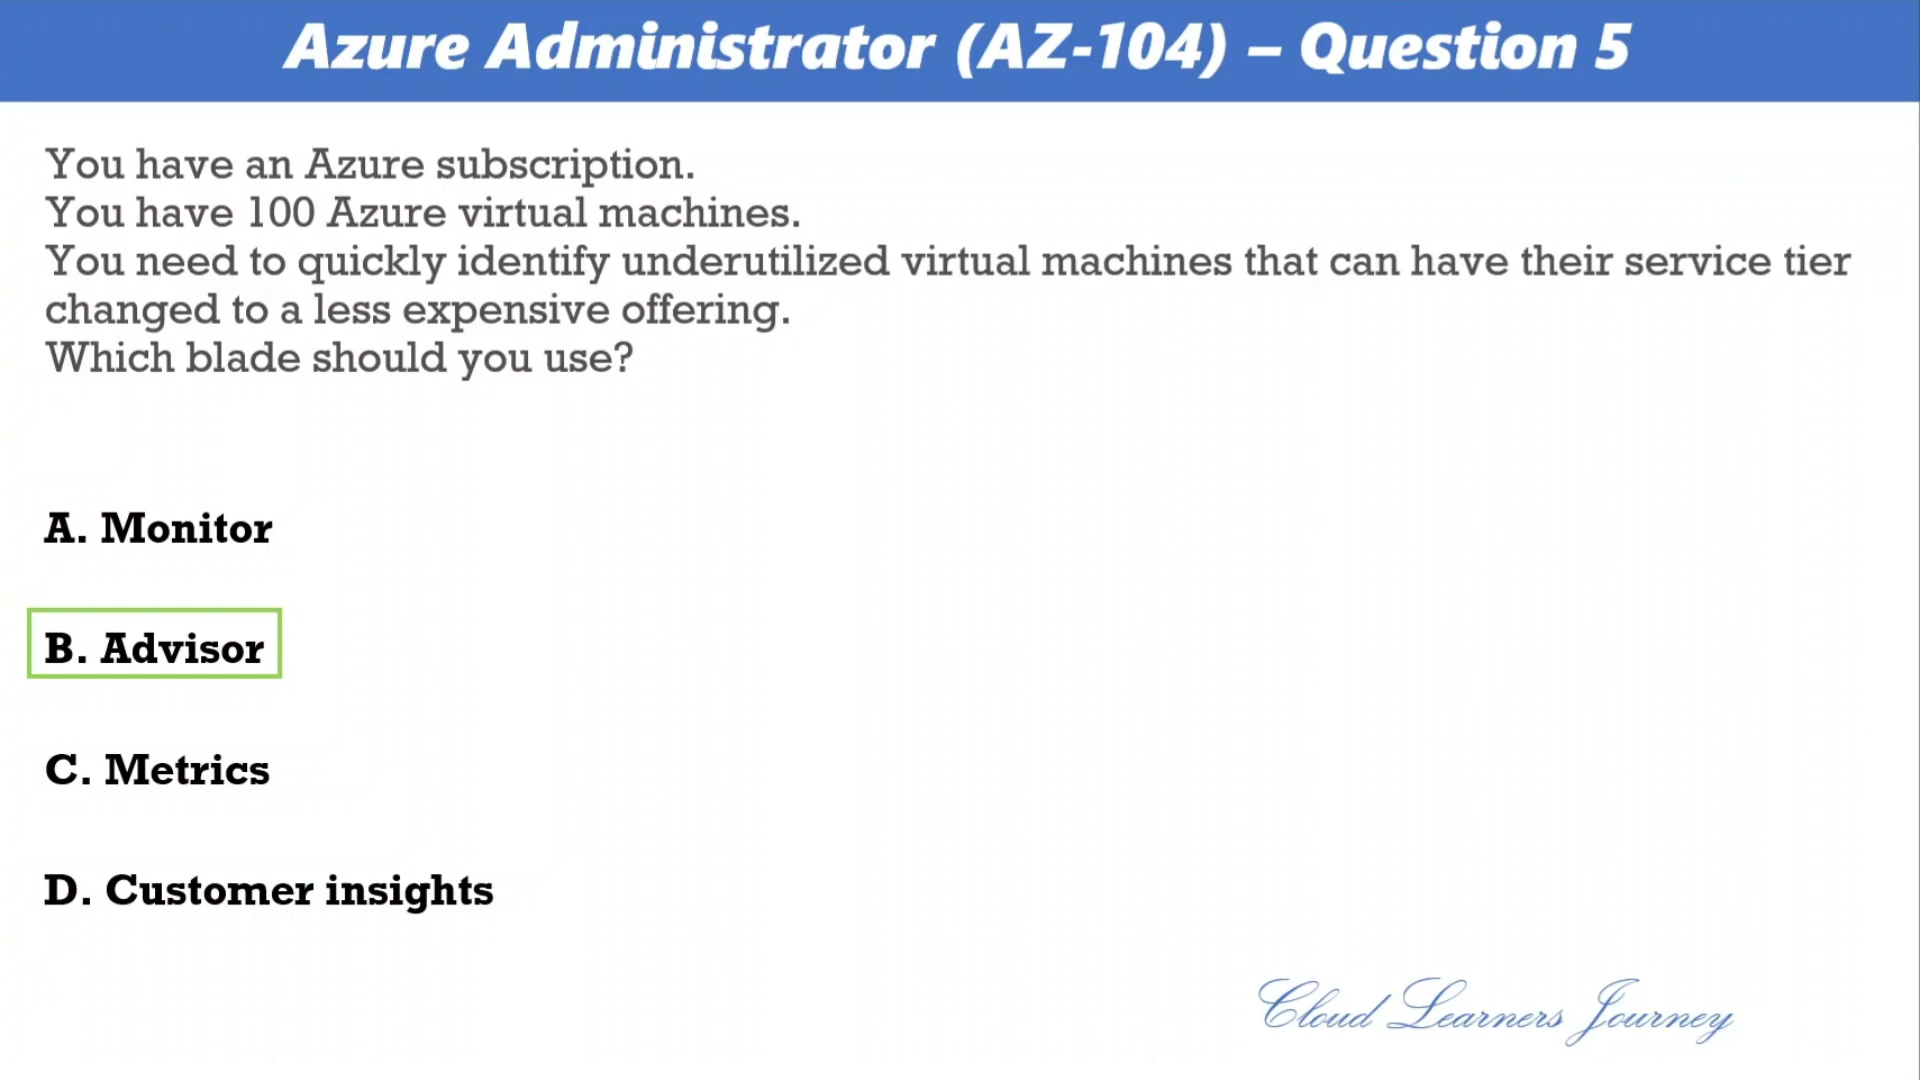 Azure Administrator (AZ-104) – Question 5
You have an Azure subscription.
You have 100 Azure virtual machines.
You need to quickly identify underutilized virtual machines that can have their service tier
changed to a less expensive offering.
Which blade should you use?
A. Monitor
B. Advisor
C. Metrics
D. Customer insights
Cloud Learners Journey